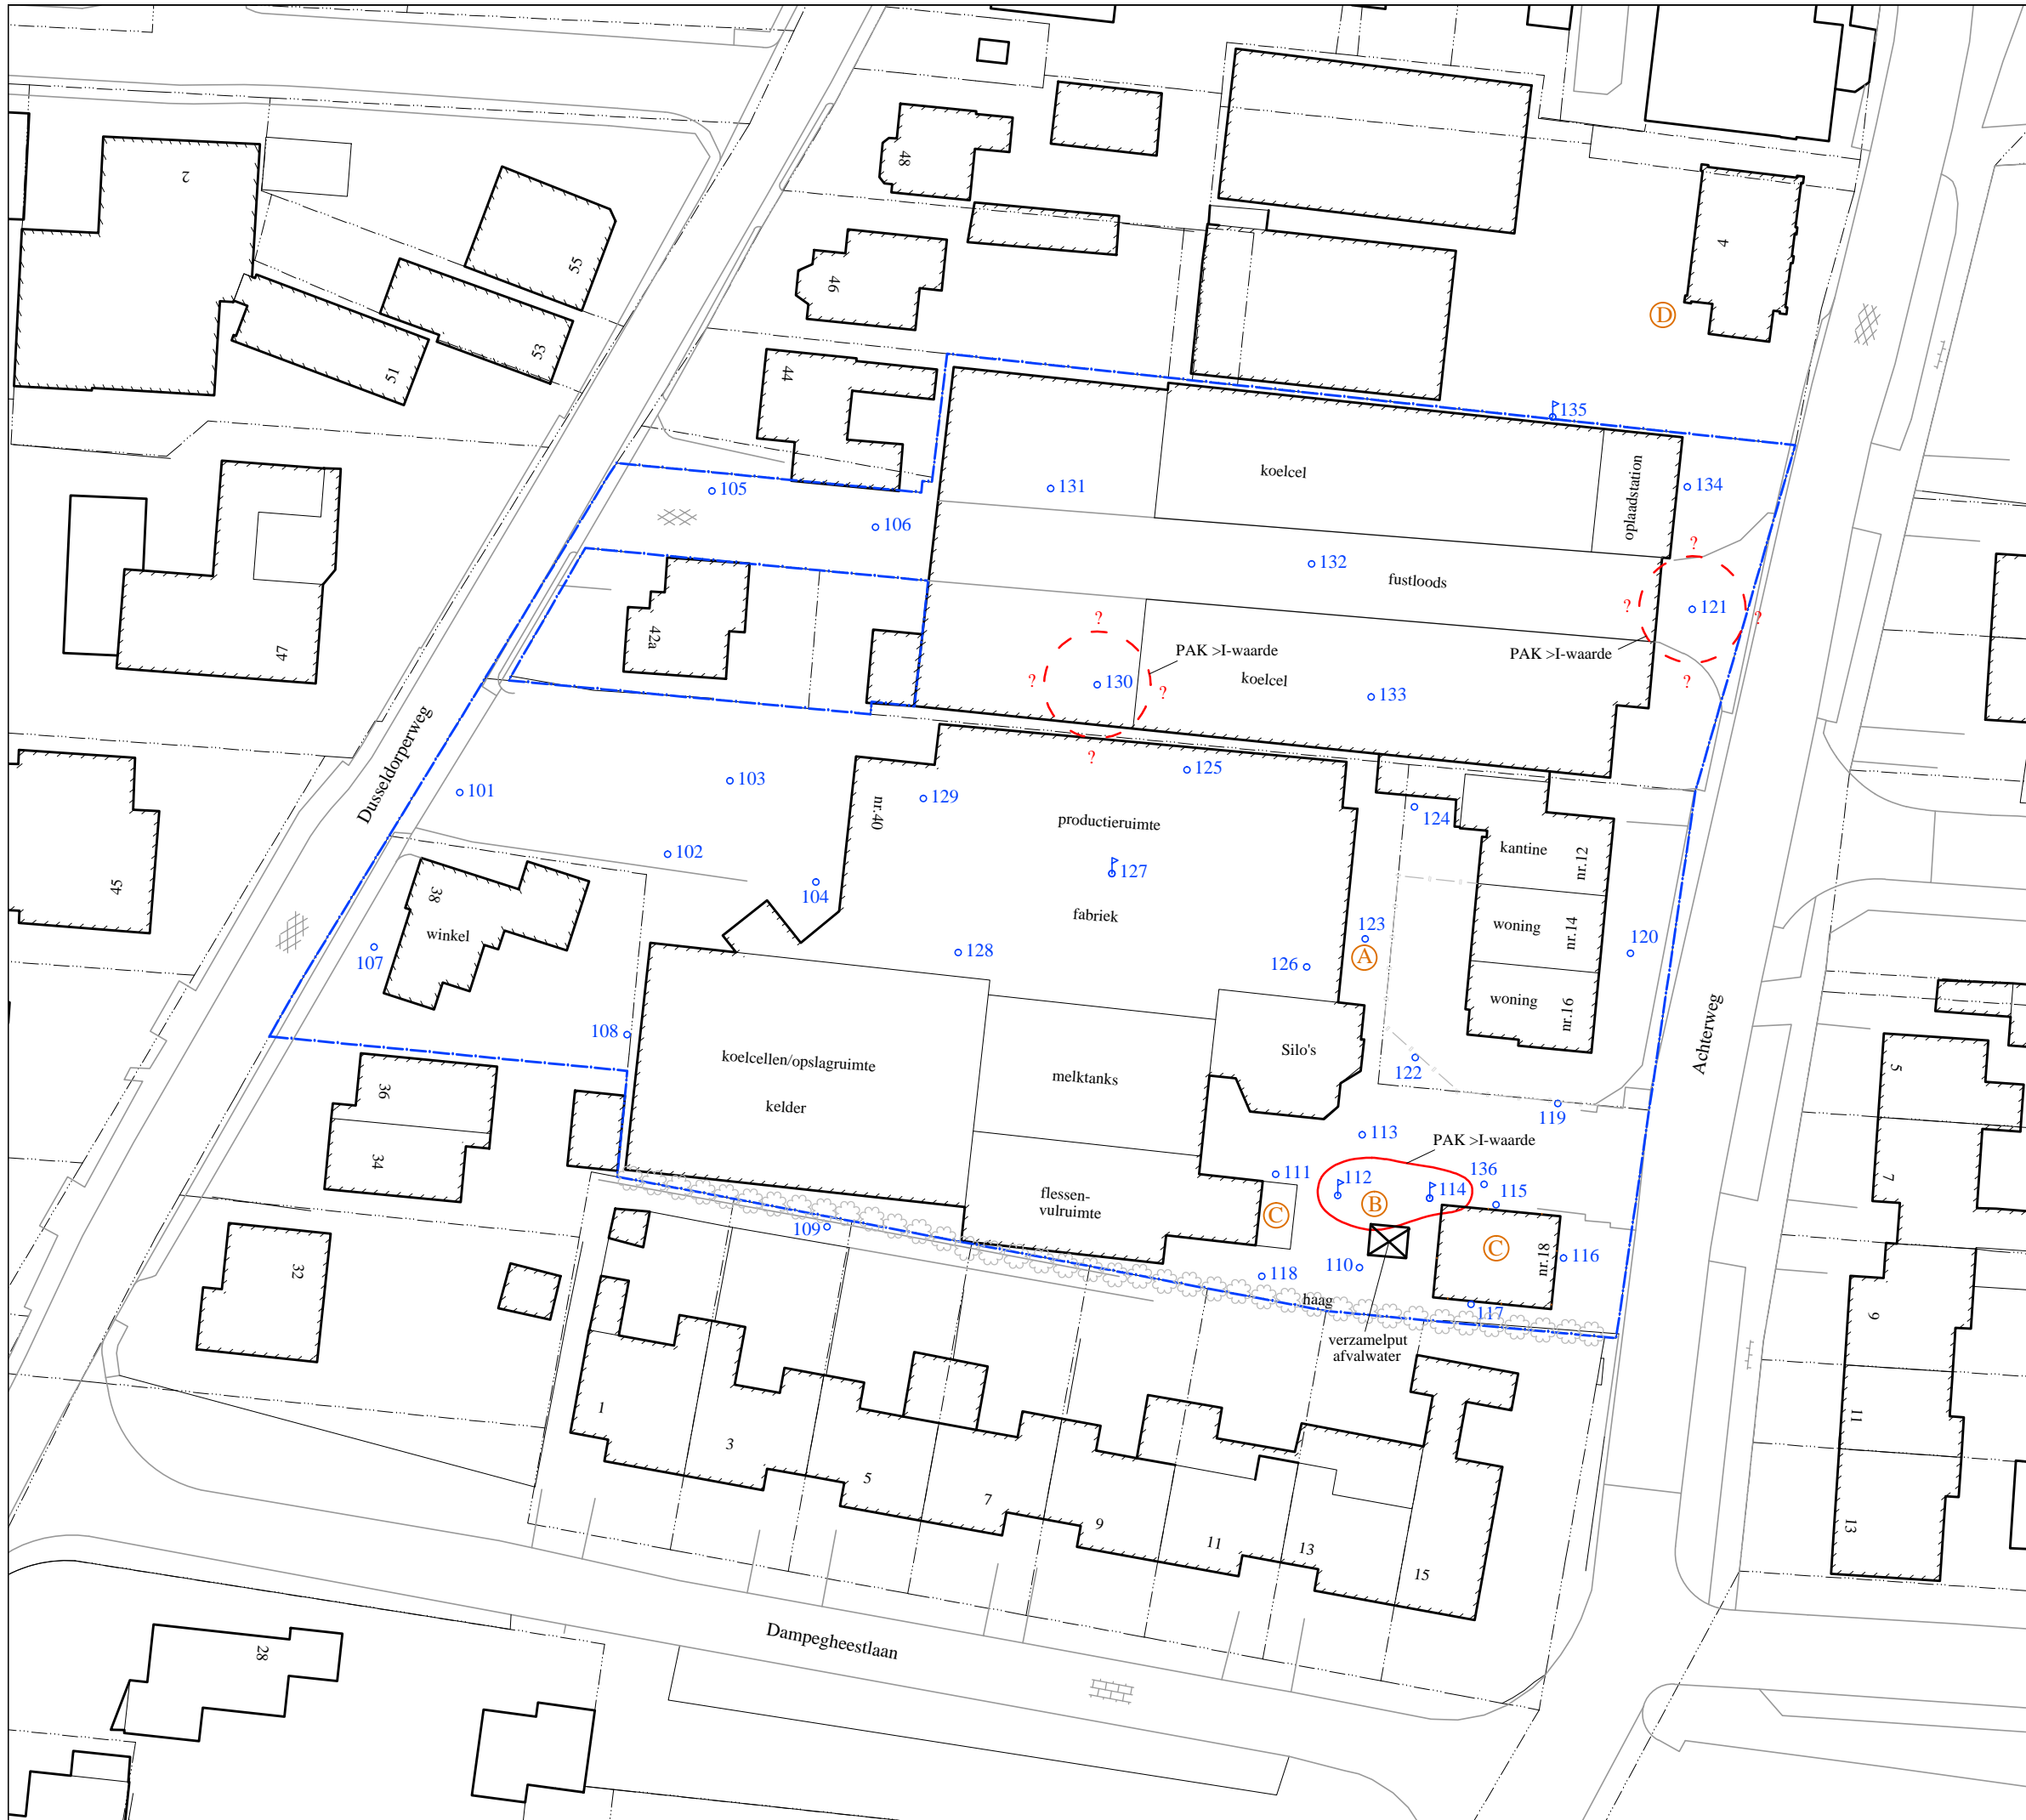 2
48
4
55
46
D
53
51
44
135
koelcel
oplaadstation
105
131
134
106
?
132
fustloods
121
?
?
?
42a
PAK >I-waarde
PAK >I-waarde
47
130
koelcel
?
?
133
?
?
Dusseldorperweg
101
103
125
129
nr.40
124
productieruimte
kantine
nr.12
102
127
45
104
38
fabriek
123
woning
nr.14
winkel
107
128
126
A
120
woning
nr.16
108
Achterweg
koelcellen/opslagruimte
Silo's
5
36
melktanks
122
kelder
119
34
113
PAK >I-waarde
136
111
112
114
7
flessen-
vulruimte
115
109
C
B
C
nr.18
116
32
110
118
haag
117
9
verzamelput
afvalwater
1
11
3
5
7
9
11
13
15
13
Dampegheestlaan
28